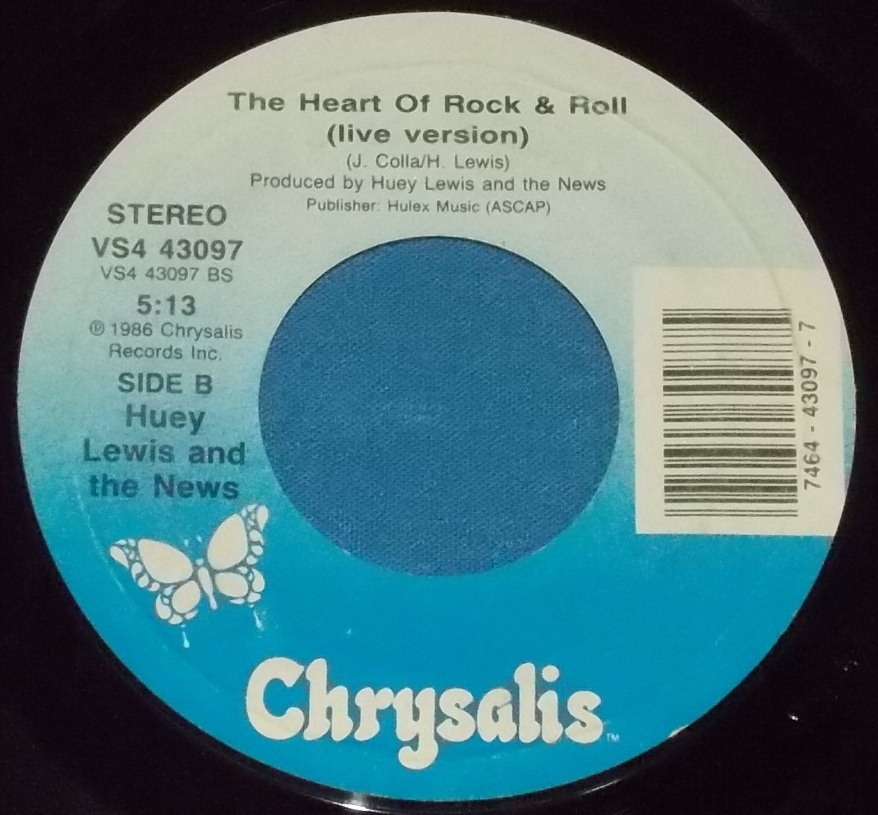 The Heart Of Rock & Roll
(live version)
(J. Colla/H. Lewis)
Produced by Huey Lewis and the News
Publisher: Hulex Music (ASCAP)
STEREO
VS4 43097
VS4 43097 BS
5:13
℗ 1986 Chrysalis
Records Inc.
SIDE B
Huey
Lewis and
the News
7464 - 43097 - 7
Chrysalis™